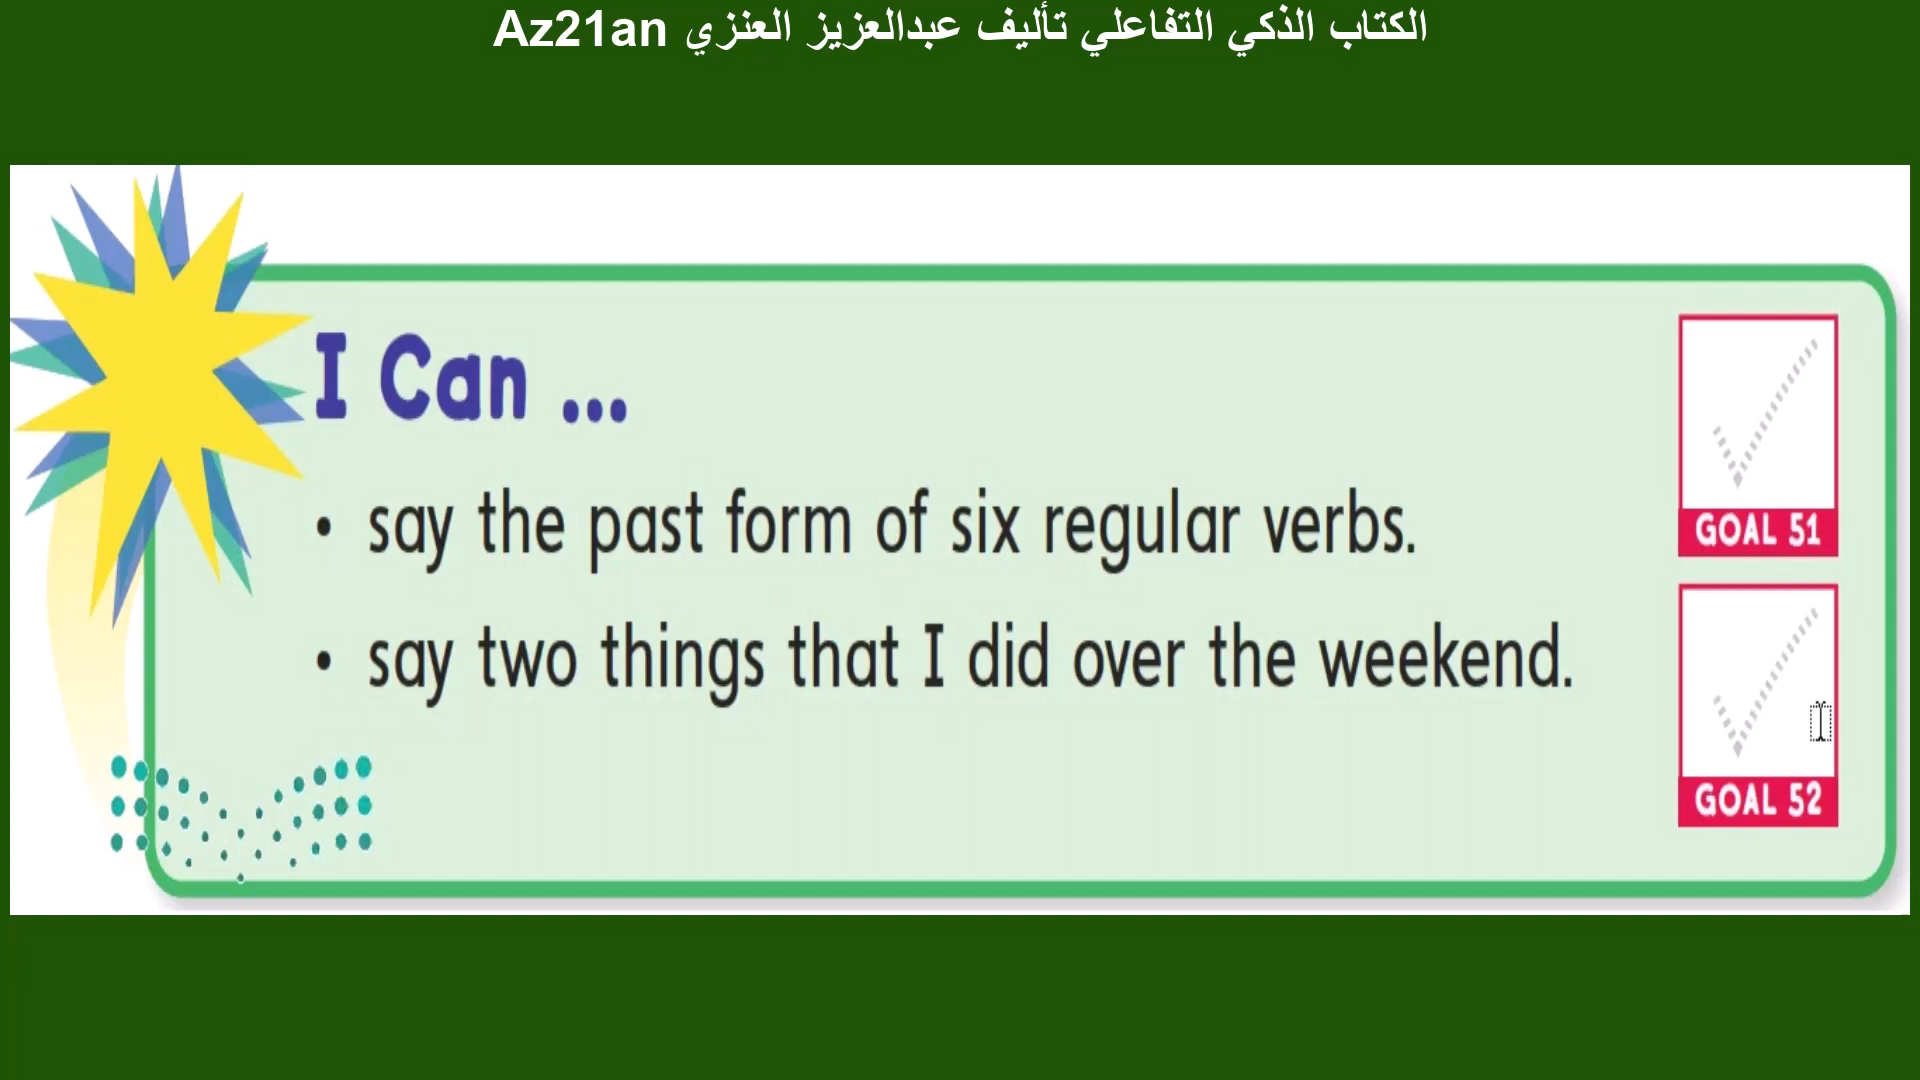 الكتاب الذكي التفاعلي تأليف عبدالعزيز العنزي Az21an
I Can ...
• say the past form of six regular verbs.
GOAL 51
• say two things that I did over the weekend.
GOAL 52